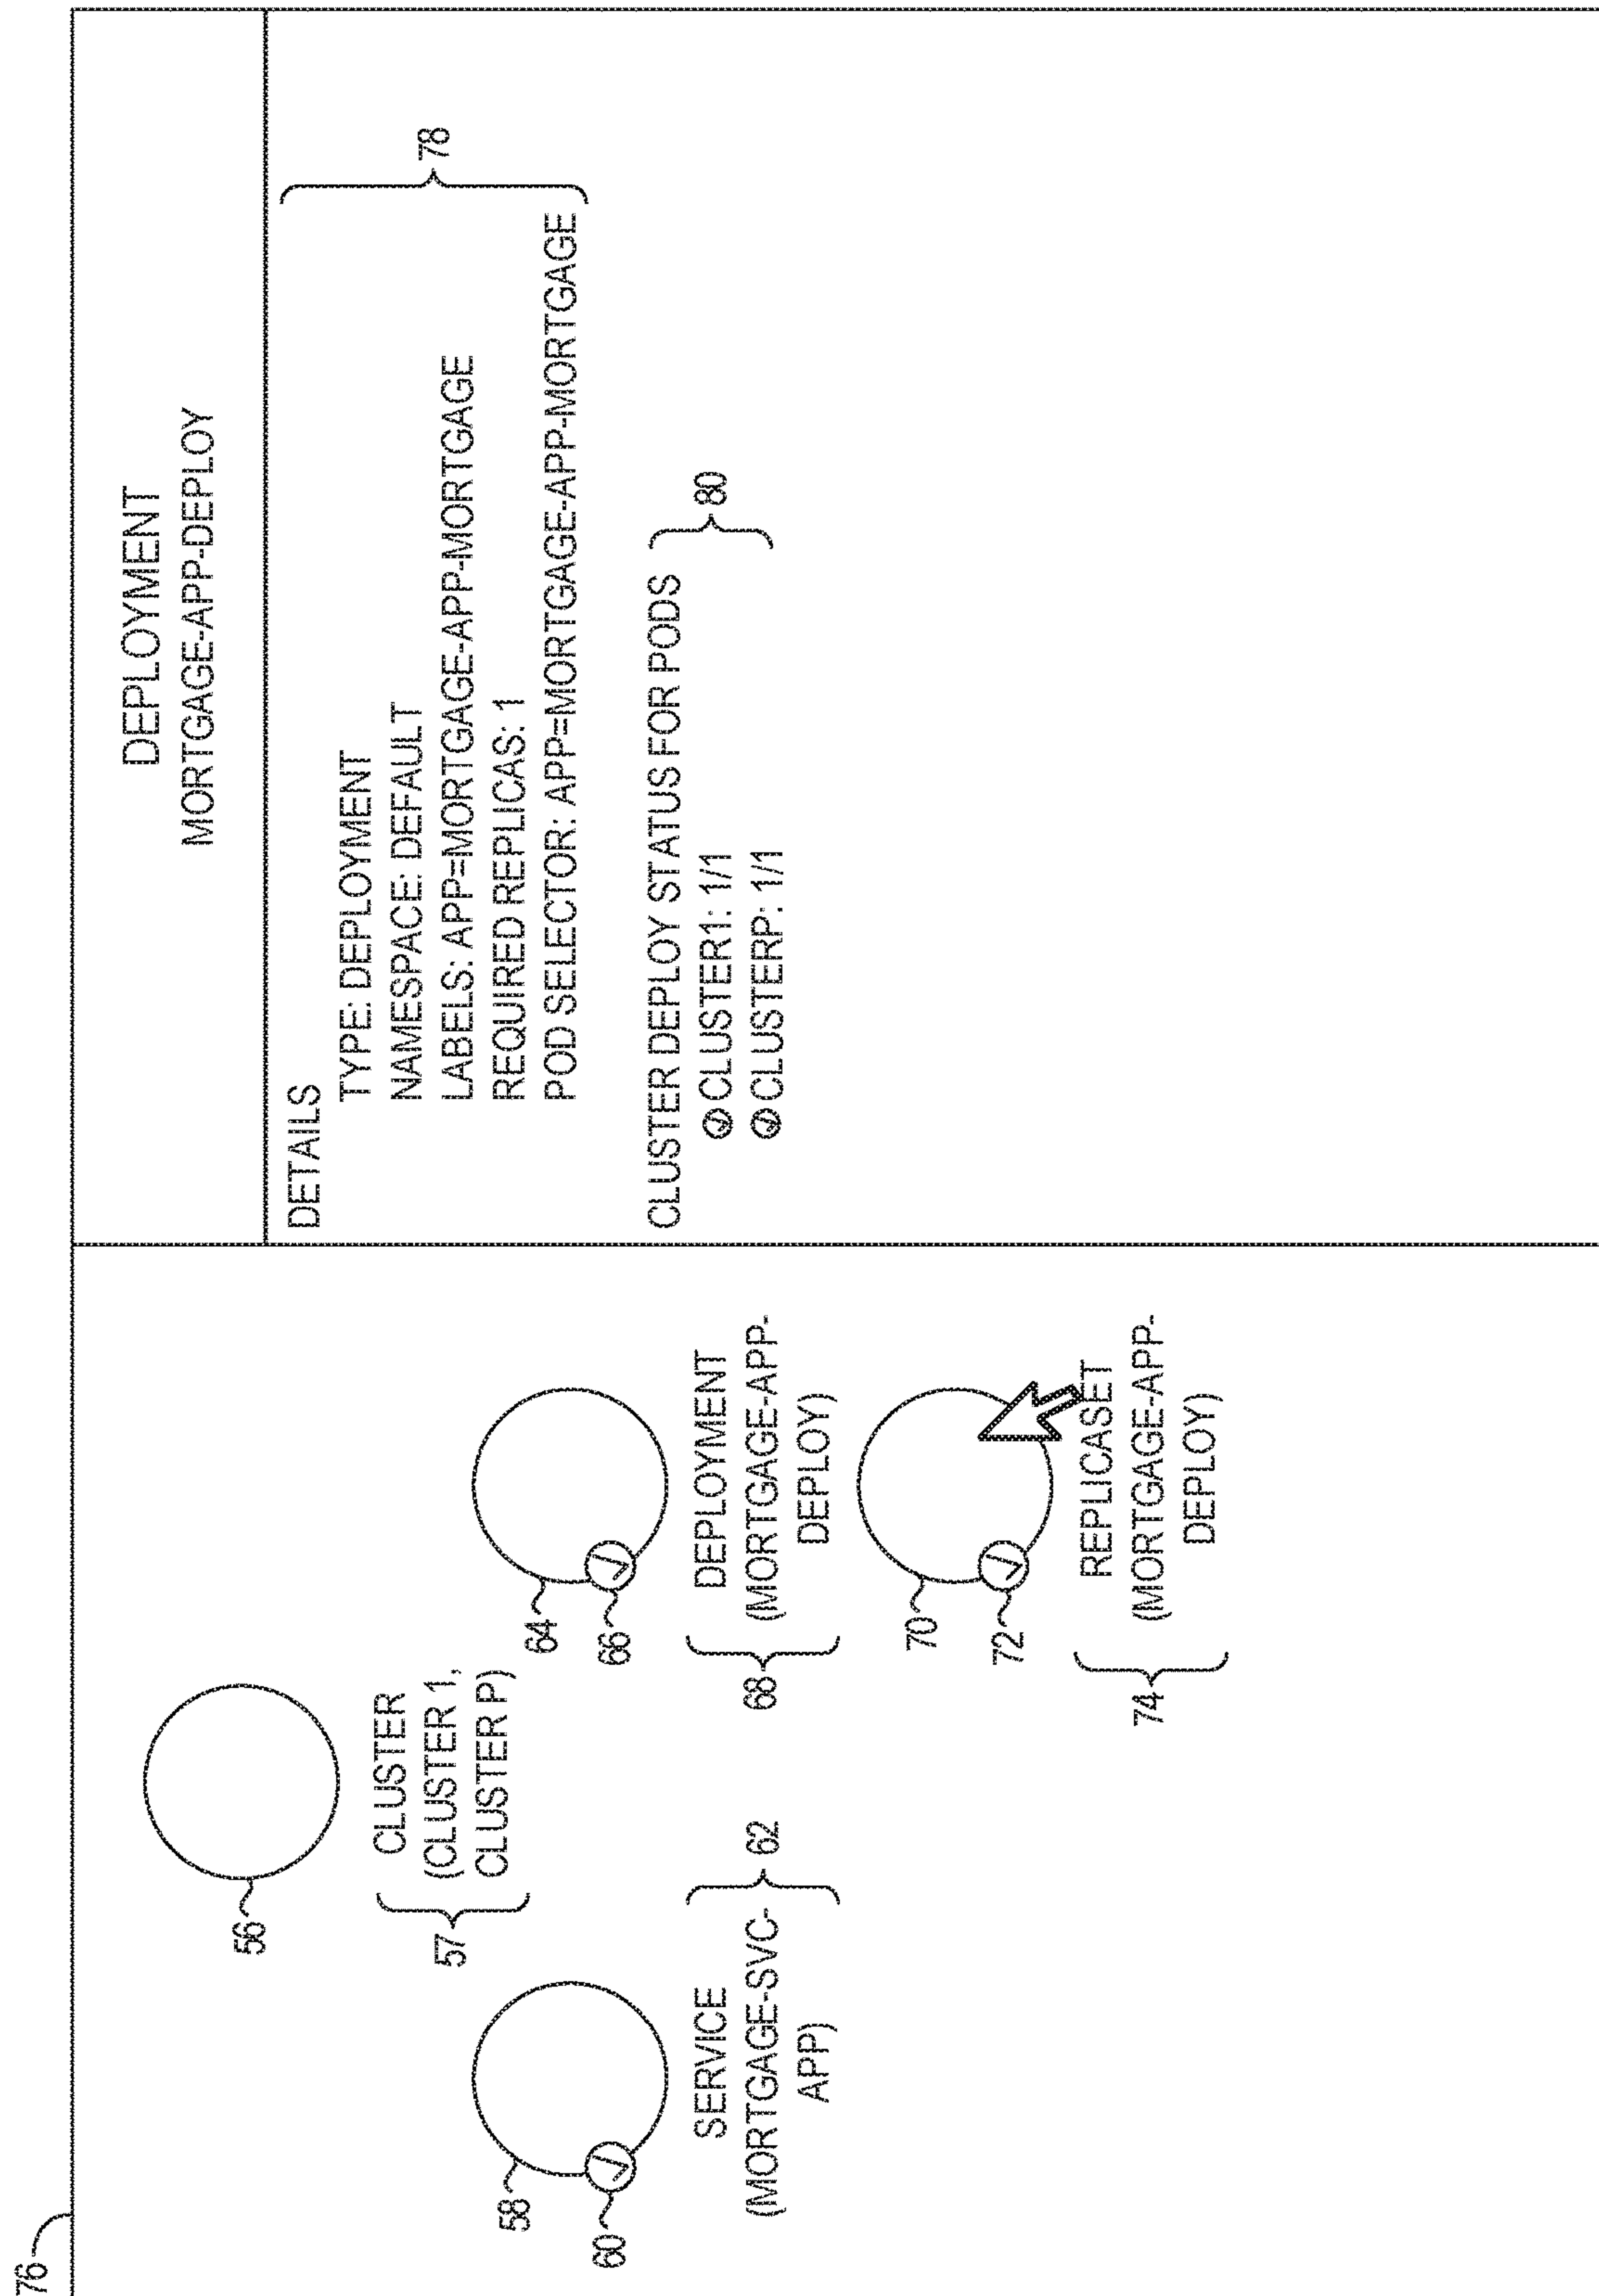 76
56
CLUSTER
(CLUSTER 1,
CLUSTER P)
57
58
60
SERVICE
(MORTGAGE-SVC-
APP)
62
64
66
DEPLOYMENT
(MORTGAGE-APP-
DEPLOY)
68
70
72
REPLICASET
(MORTGAGE-APP-
DEPLOY)
74
DEPLOYMENT
MORTGAGE-APP-DEPLOY
DETAILS
TYPE: DEPLOYMENT
NAMESPACE: DEFAULT
LABELS: APP=MORTGAGE-APP-MORTGAGE
REQUIRED REPLICAS: 1
POD SELECTOR: APP=MORTGAGE-APP-MORTGAGE
78
CLUSTER DEPLOY STATUS FOR PODS
CLUSTER1: 1/1
CLUSTERP: 1/1
80